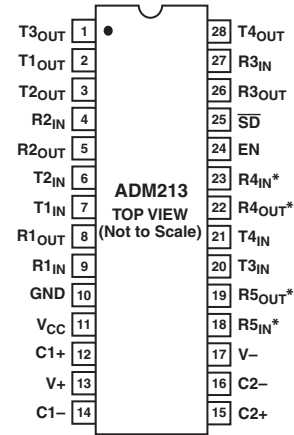 T3OUT 1 28 T4OUT
T1OUT 2 27 R3IN
T2OUT 3 26 R3OUT
R2IN 4 25 S̅D̅
R2OUT 5 24 EN
T2IN 6 23 R4IN*
T1IN 7 22 R4OUT*
R1OUT 8 21 T4IN
R1IN 9 20 T3IN
GND 10 19 R5OUT*
VCC 11 18 R5IN*
C1+ 12 17 V–
V+ 13 16 C2–
C1– 14 15 C2+
ADM213
TOP VIEW
(Not to Scale)